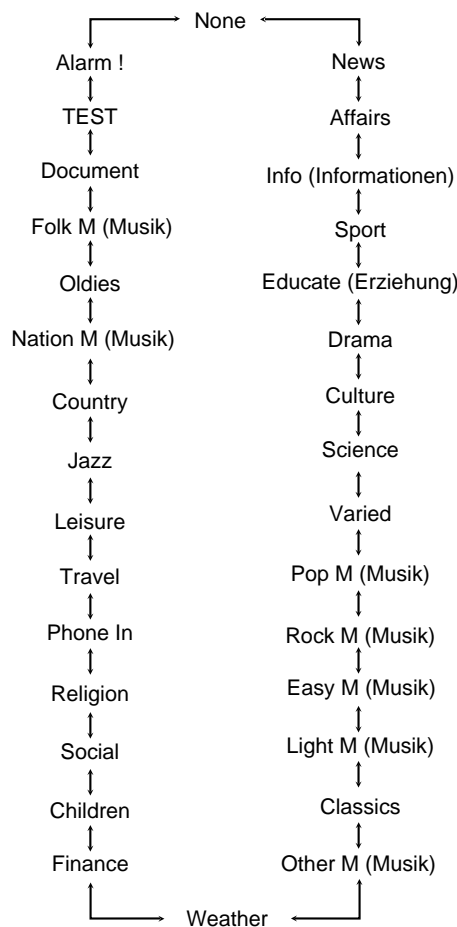 None
Alarm !
TEST
Document
Folk M (Musik)
Oldies
Nation M (Musik)
Country
Jazz
Leisure
Travel
Phone In
Religion
Social
Children
Finance
News
Affairs
Info (Informationen)
Sport
Educate (Erziehung)
Drama
Culture
Science
Varied
Pop M (Musik)
Rock M (Musik)
Easy M (Musik)
Light M (Musik)
Classics
Other M (Musik)
Weather